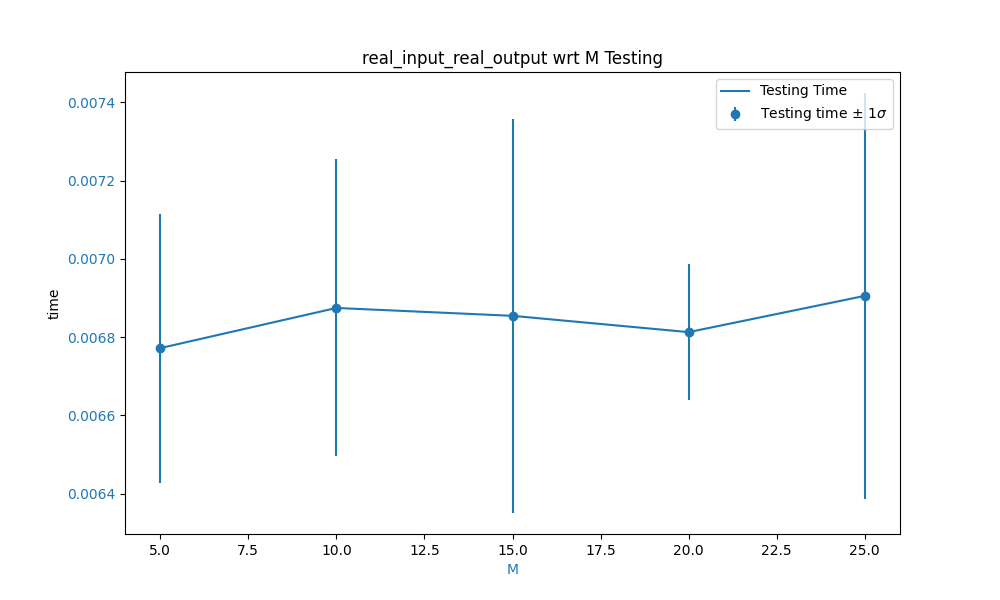 real_input_real_output wrt M Testing
Testing Time
Testing time ± 1σ
time
0.0074
0.0072
0.0070
0.0068
0.0066
0.0064
5.0 7.5 10.0 12.5 15.0 17.5 20.0 22.5 25.0
M